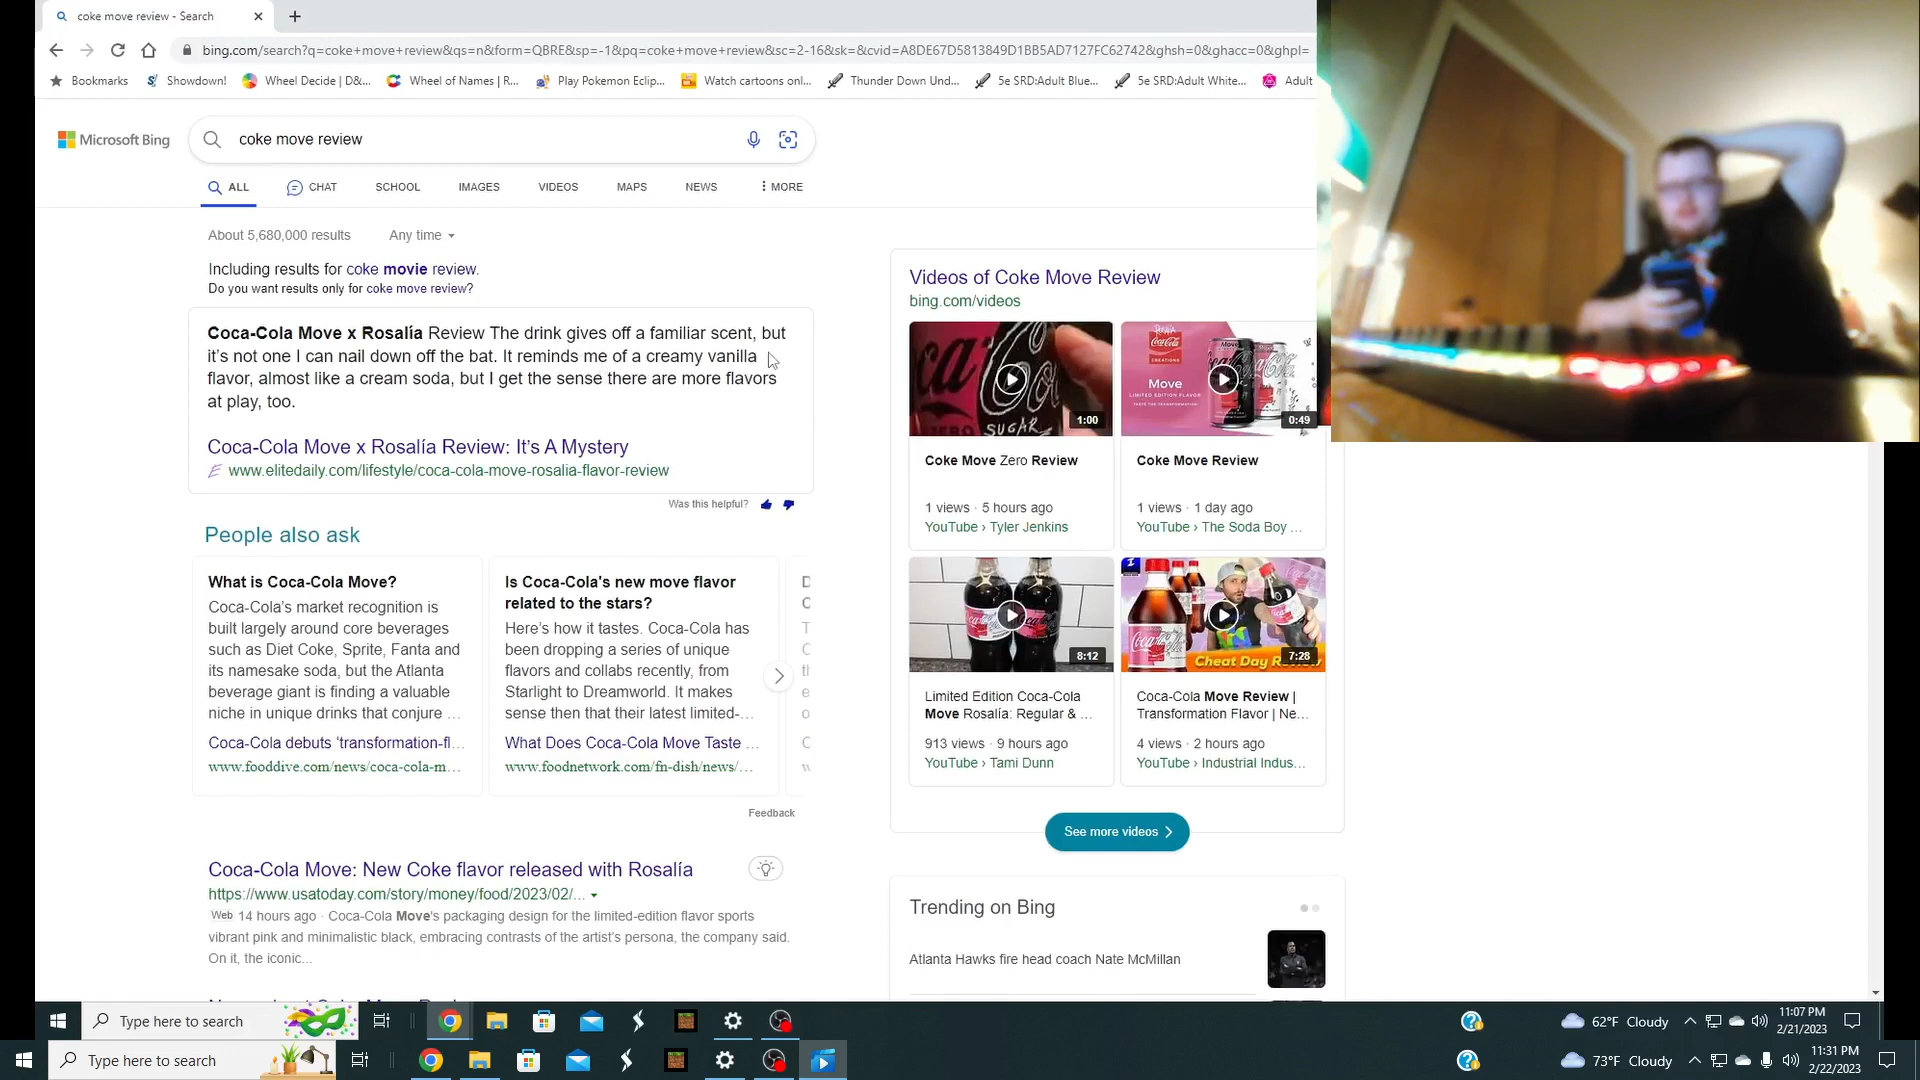 coke move review - Search
bing.com/search?q=coke+move+review&qs=n&form=QBRE&sp=-1&pq=coke+move+review&sc=2-16&sk=&cvid=A8DE67D5813849D1BB5AD7127FC62742&ghsh=0&ghacc=0&ghpl=
Bookmarks Showdown! Wheel Decide | D&... Wheel of Names | R... Play Pokemon Eclip... Watch cartoons onl... Thunder Down Und... 5e SRD:Adult Blue... 5e SRD:Adult White... Adult
Microsoft Bing
coke move review
ALL CHAT SCHOOL IMAGES VIDEOS MAPS NEWS MORE
About 5,680,000 results Any time
Including results for coke movie review.
Do you want results only for coke move review?
Coca-Cola Move x Rosalía Review The drink gives off a familiar scent, but
it's not one I can nail down off the bat. It reminds me of a creamy vanilla
flavor, almost like a cream soda, but I get the sense there are more flavors
at play, too.
Coca-Cola Move x Rosalía Review: It's A Mystery
www.elitedaily.com/lifestyle/coca-cola-move-rosalia-flavor-review
Was this helpful?
People also ask
What is Coca-Cola Move?
Coca-Cola's market recognition is
built largely around core beverages
such as Diet Coke, Sprite, Fanta and
its namesake soda, but the Atlanta
beverage giant is finding a valuable
niche in unique drinks that conjure ...
Coca-Cola debuts 'transformation-fl...
www.fooddive.com/news/coca-cola-m...
Is Coca-Cola's new move flavor
related to the stars?
Here's how it tastes. Coca-Cola has
been dropping a series of unique
flavors and collabs recently, from
Starlight to Dreamworld. It makes
sense then that their latest limited-...
What Does Coca-Cola Move Taste ...
www.foodnetwork.com/fn-dish/news/...
Feedback
Coca-Cola Move: New Coke flavor released with Rosalía
https://www.usatoday.com/story/money/food/2023/02/...
Web 14 hours ago · Coca-Cola Move's packaging design for the limited-edition flavor sports
vibrant pink and minimalistic black, embracing contrasts of the artist's persona, the company said.
On it, the iconic...
Videos of Coke Move Review
bing.com/videos
SUGAR
1:00
Coke Move Zero Review
1 views · 5 hours ago
YouTube › Tyler Jenkins
Coca-Cola
Move
LIMITED EDITION FLAVOR
0:49
Coke Move Review
1 views · 1 day ago
YouTube › The Soda Boy ...
8:12
Limited Edition Coca-Cola
Move Rosalía: Regular & ...
913 views · 9 hours ago
YouTube › Tami Dunn
Cheat Day Review
7:28
Coca-Cola Move Review |
Transformation Flavor | Ne...
4 views · 2 hours ago
YouTube › Industrial Indus...
See more videos
Trending on Bing
Atlanta Hawks fire head coach Nate McMillan
Type here to search 62°F Cloudy 11:07 PM
2/21/2023
Type here to search 73°F Cloudy 11:31 PM
2/22/2023